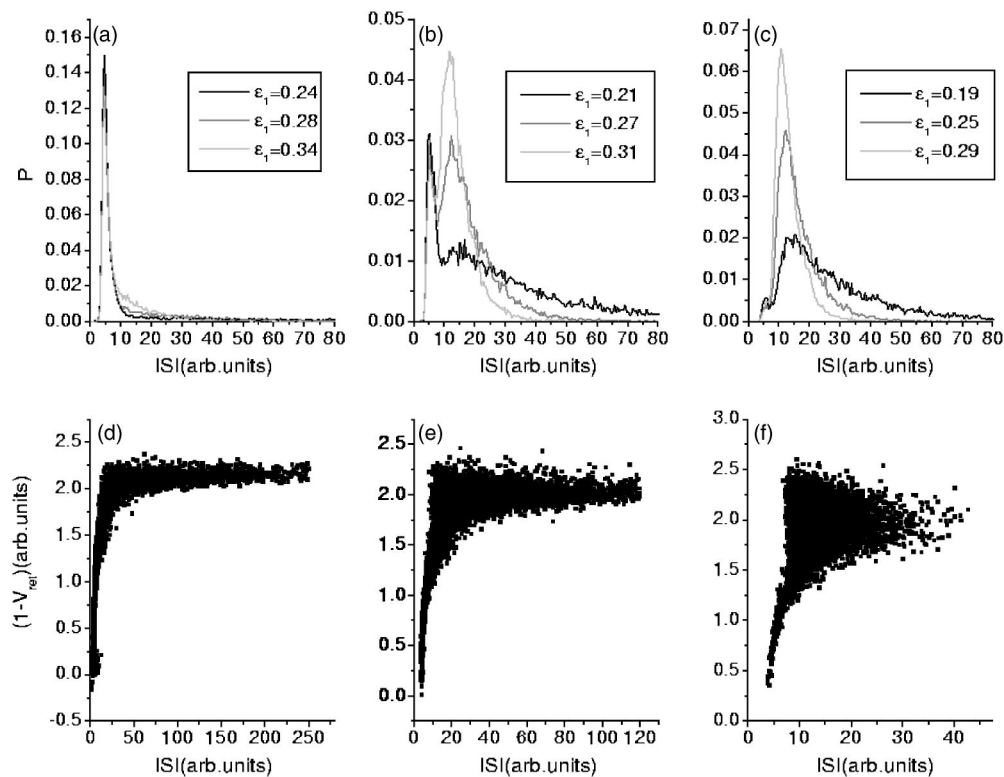 (a)
0.16
0.14
0.12
0.10
0.08
0.06
0.04
0.02
0.00
P
ε1=0.24
ε1=0.28
ε1=0.34
0 10 20 30 40 50 60 70 80
ISI(arb.units)
(b)
0.05
0.04
0.03
0.02
0.01
0.00
ε1=0.21
ε1=0.27
ε1=0.31
0 10 20 30 40 50 60 70 80
ISI(arb.units)
(c)
0.07
0.06
0.05
0.04
0.03
0.02
0.01
0.00
ε1=0.19
ε1=0.25
ε1=0.29
0 10 20 30 40 50 60 70 80
ISI(arb.units)
(d)
2.5
2.0
1.5
1.0
0.5
0.0
-0.5
(1-Vref)(arb.units)
0 50 100 150 200 250
ISI(arb.units)
(e)
2.5
2.0
1.5
1.0
0.5
0.0
0 20 40 60 80 100 120
ISI(arb.units)
(f)
3.0
2.5
2.0
1.5
1.0
0.5
0.0
10 20 30 40
ISI(arb.units)